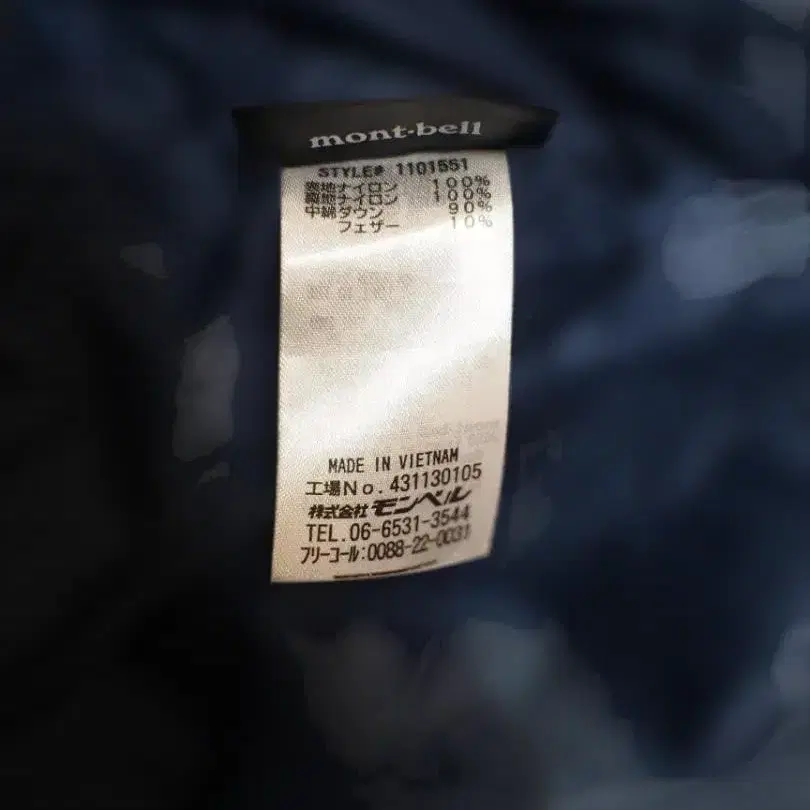 mont-bell
STYLE# 1101551
表地ナイロン 100%
裏地ナイロン 100%
中綿ダウン 90%
フェザー 10%
MADE IN VIETNAM
工場No.431130105
株式会社モンベル
TEL.06-6531-3544
フリーコール:0088-22-0031